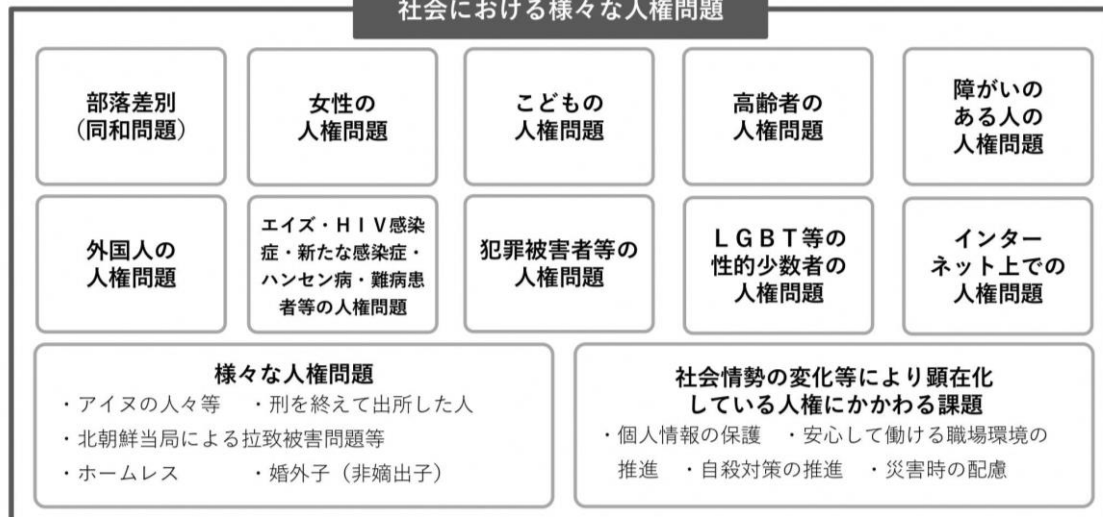 社会における様々な人権問題
部落差別
（同和問題）
女性の
人権問題
こどもの
人権問題
高齢者の
人権問題
障がいの
ある人の
人権問題
外国人の
人権問題
エイズ・ＨＩＶ感染
症・新たな感染症・
ハンセン病・難病患
者等の人権問題
犯罪被害者等の
人権問題
ＬＧＢＴ等の
性的少数者の
人権問題
インター
ネット上での
人権問題
様々な人権問題
・アイヌの人々等　・刑を終えて出所した人
・北朝鮮当局による拉致被害問題等
・ホームレス　・婚外子（非嫡出子）
社会情勢の変化等により顕在化
している人権にかかわる課題
・個人情報の保護　・安心して働ける職場環境の
推進　・自殺対策の推進　・災害時の配慮